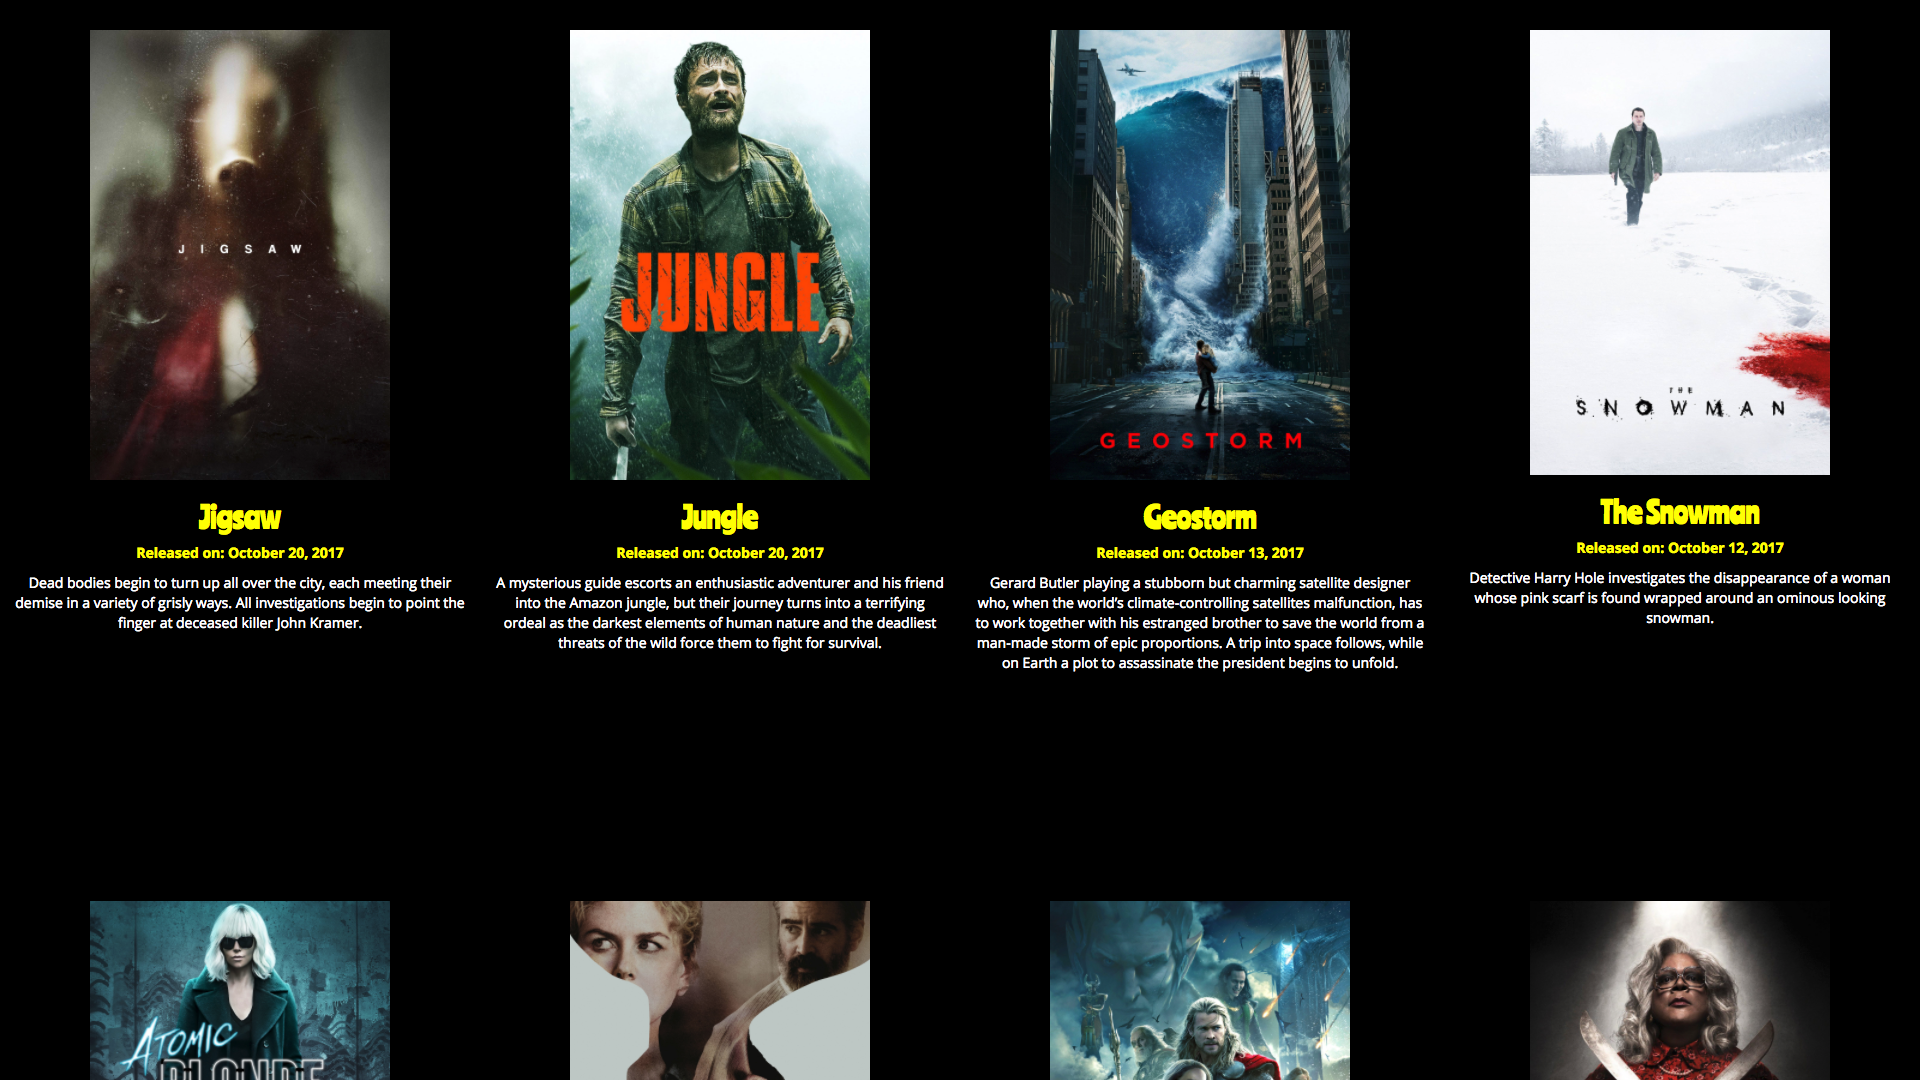 JIGSAW
Jigsaw
Released on: October 20, 2017
Dead bodies begin to turn up all over the city, each meeting their
demise in a variety of grisly ways. All investigations begin to point the
finger at deceased killer John Kramer.
JUNGLE
Jungle
Released on: October 20, 2017
A mysterious guide escorts an enthusiastic adventurer and his friend
into the Amazon jungle, but their journey turns into a terrifying
ordeal as the darkest elements of human nature and the deadliest
threats of the wild force them to fight for survival.
GEOSTORM
Geostorm
Released on: October 13, 2017
Gerard Butler playing a stubborn but charming satellite designer
who, when the world’s climate-controlling satellites malfunction, has
to work together with his estranged brother to save the world from a
man-made storm of epic proportions. A trip into space follows, while
on Earth a plot to assassinate the president begins to unfold.
THE
SNOWMAN
The Snowman
Released on: October 12, 2017
Detective Harry Hole investigates the disappearance of a woman
whose pink scarf is found wrapped around an ominous looking
snowman.
ATOMIC
BLONDE